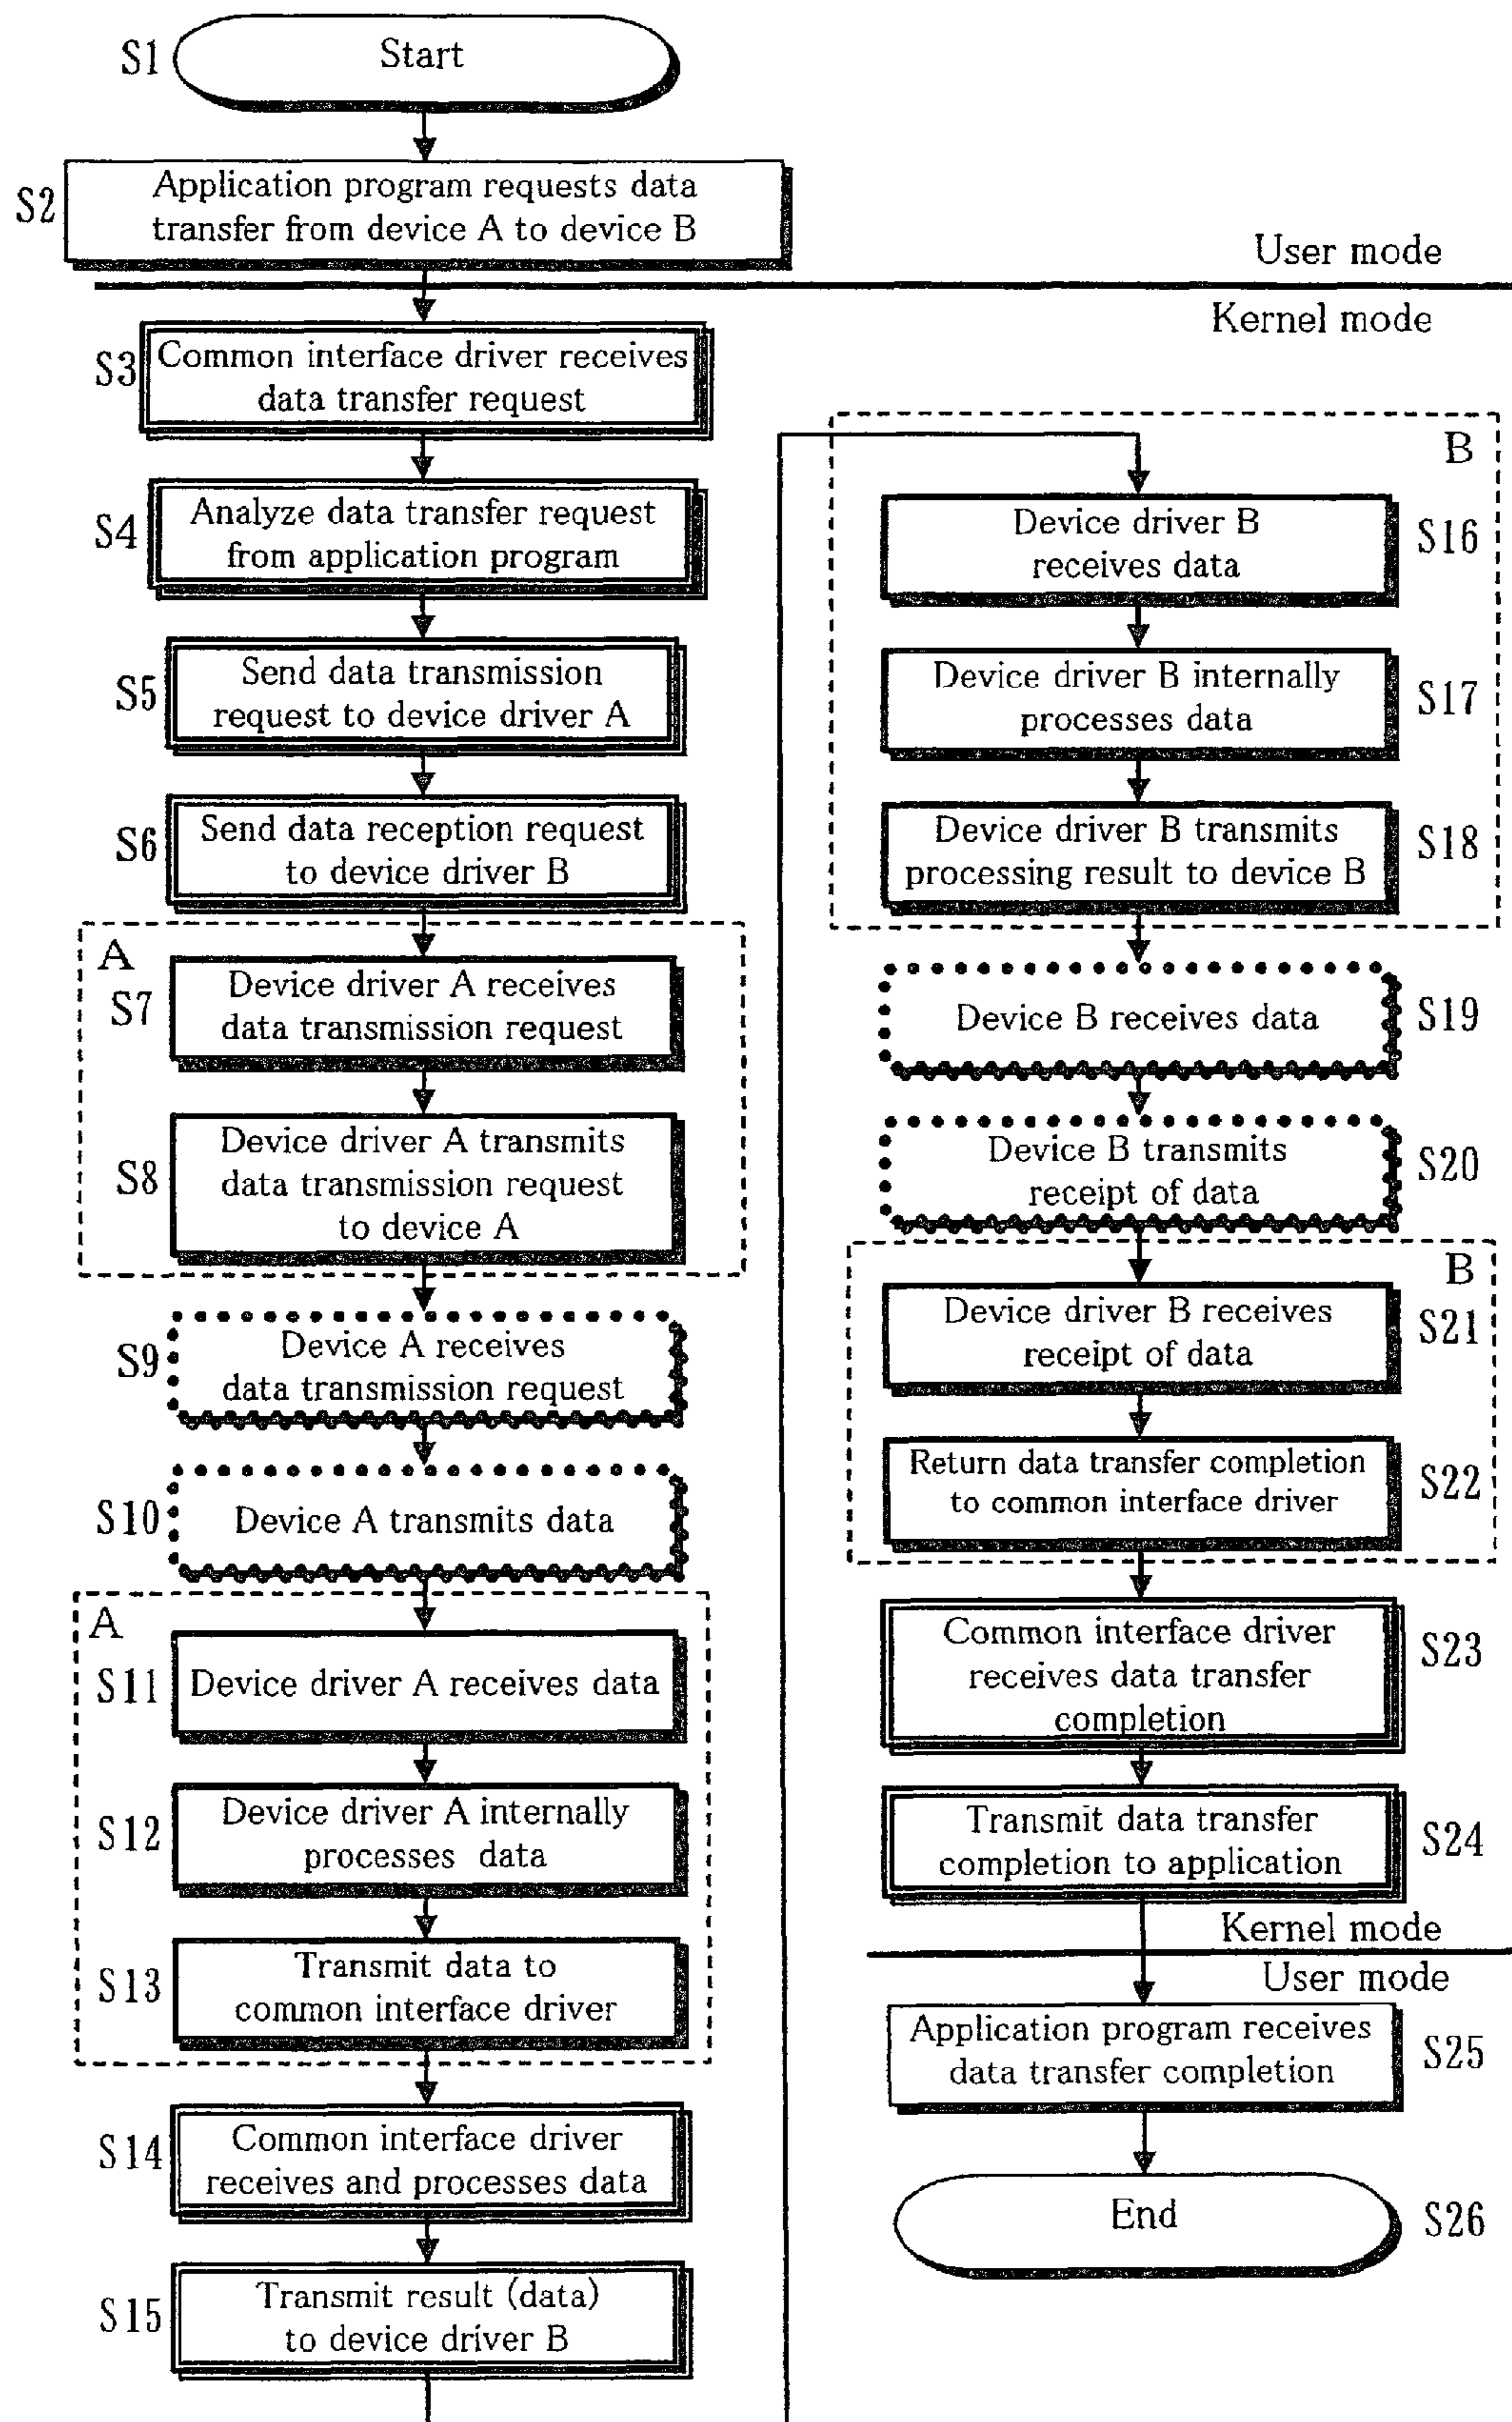 S1
Start
S2
Application program requests data
transfer from device A to device B
User mode
Kernel mode
S3
Common interface driver receives
data transfer request
S4
Analyze data transfer request
from application program
S5
Send data transmission
request to device driver A
S6
Send data reception request
to device driver B
A
S7
Device driver A receives
data transmission request
S8
Device driver A transmits
data transmission request
to device A
S9
Device A receives
data transmission request
S10
Device A transmits data
A
S11
Device driver A receives data
S12
Device driver A internally
processes data
S13
Transmit data to
common interface driver
S14
Common interface driver
receives and processes data
S15
Transmit result (data)
to device driver B
B
Device driver B
receives data
S16
Device driver B internally
processes data
S17
Device driver B transmits
processing result to device B
S18
Device B receives data
S19
Device B transmits
receipt of data
S20
B
Device driver B receives
receipt of data
S21
Return data transfer completion
to common interface driver
S22
Common interface driver
receives data transfer
completion
S23
Transmit data transfer
completion to application
S24
Kernel mode
User mode
Application program receives
data transfer completion
S25
End
S26